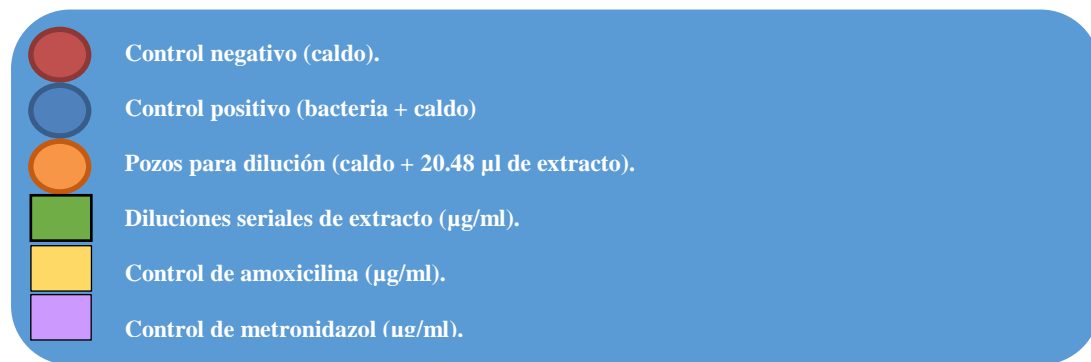 Control negativo (caldo).
Control positivo (bacteria + caldo)
Pozos para dilución (caldo + 20.48 µl de extracto).
Diluciones seriales de extracto (µg/ml).
Control de amoxicilina (µg/ml).
Control de metronidazol (µg/ml).